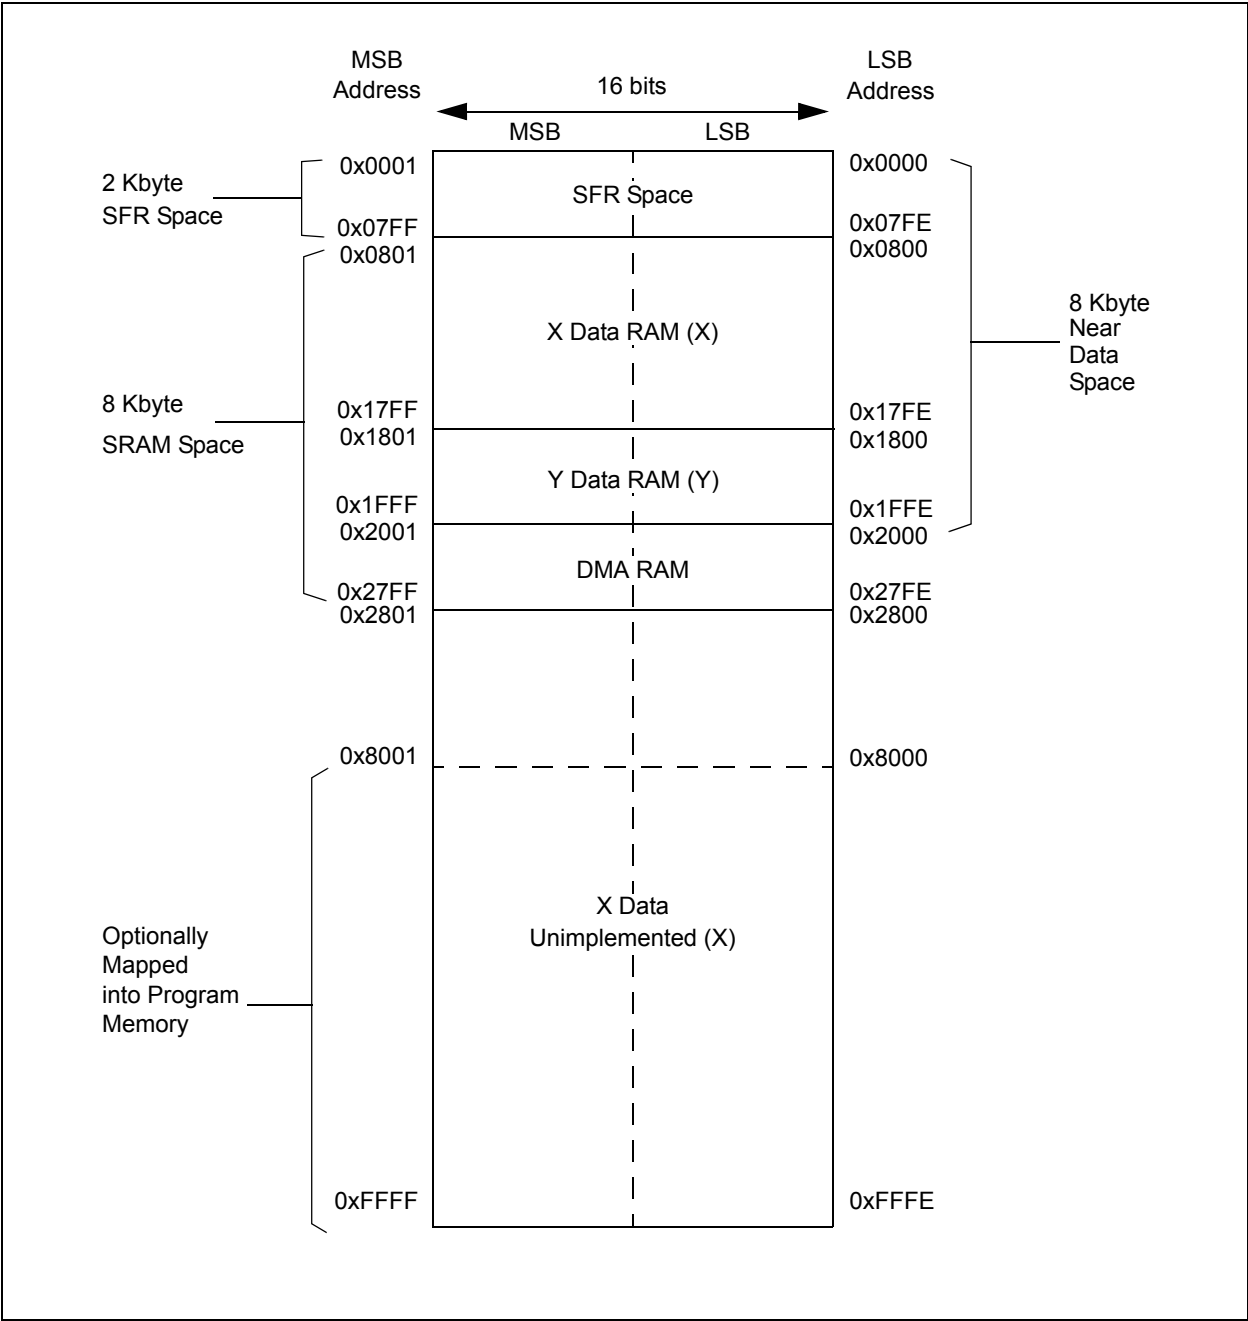 MSB
Address
16 bits
LSB
Address
MSB
LSB
2 Kbyte
SFR Space
0x0001
SFR Space
0x0000
0x07FF
0x07FE
0x0801
0x0800
X Data RAM (X)
8 Kbyte
Near
Data
Space
8 Kbyte
SRAM Space
0x17FF
0x17FE
0x1801
0x1800
Y Data RAM (Y)
0x1FFF
0x1FFE
0x2001
0x2000
DMA RAM
0x27FF
0x27FE
0x2801
0x2800
0x8001
0x8000
X Data
Unimplemented (X)
Optionally
Mapped
into Program
Memory
0xFFFF
0xFFFE